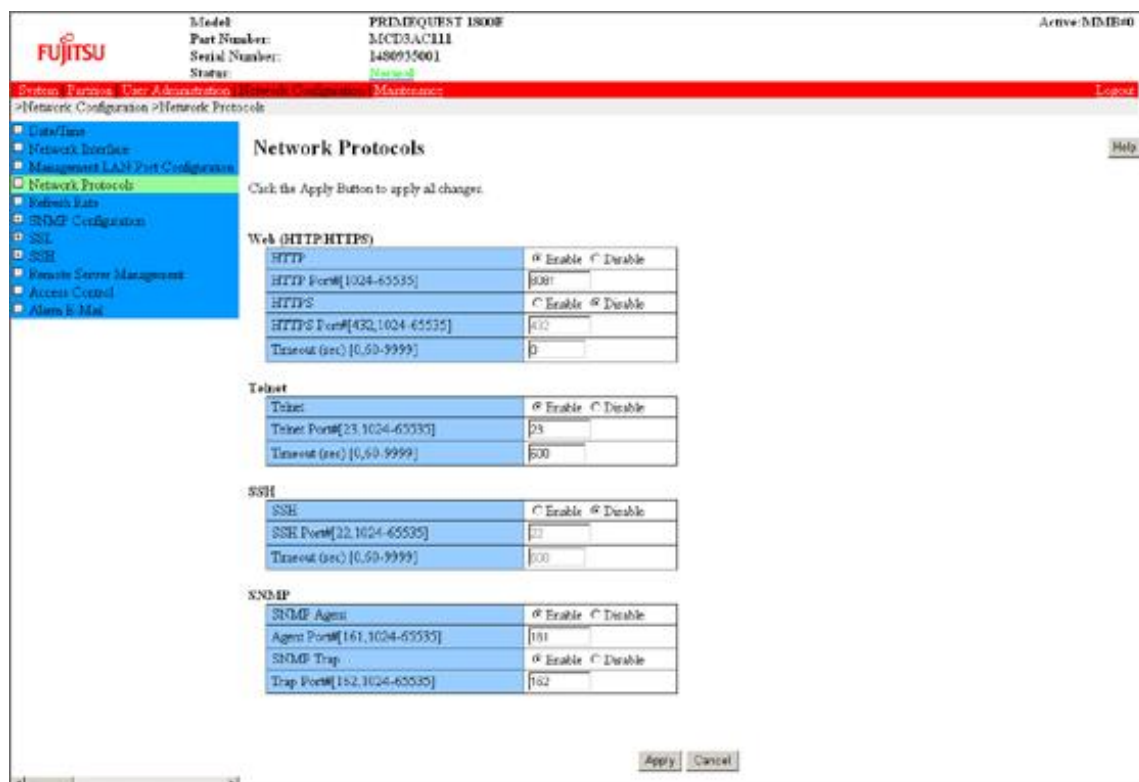 FUJITSU
Model: PRIMEQUEST 1800E
Part Number: MCD3AC111
Serial Number: 1480935001
Status: Normal
Active:MMB#0
System Partition User Administration Network Configuration Maintenance Logout
>Network Configuration >Network Protocols
Date/Time
Network Interface
Management LAN Port Configuration
Network Protocols
Refresh Rate
SNMP Configuration
SSL
SSH
Remote Server Management
Access Control
Alarm E-Mail
Network Protocols
Help
Click the Apply Button to apply all changes.
Web (HTTP/HTTPS)
HTTP Enable Disable
HTTP Port#[1024-65535] 8081
HTTPS Enable Disable
HTTPS Port#[432,1024-65535] 432
Timeout (sec) [0,60-9999] 0
Telnet
Telnet Enable Disable
Telnet Port#[23,1024-65535] 23
Timeout (sec) [0,60-9999] 600
SSH
SSH Enable Disable
SSH Port#[22,1024-65535] 22
Timeout (sec) [0,60-9999] 600
SNMP
SNMP Agent Enable Disable
Agent Port#[161,1024-65535] 161
SNMP Trap Enable Disable
Trap Port#[162,1024-65535] 162
Apply Cancel